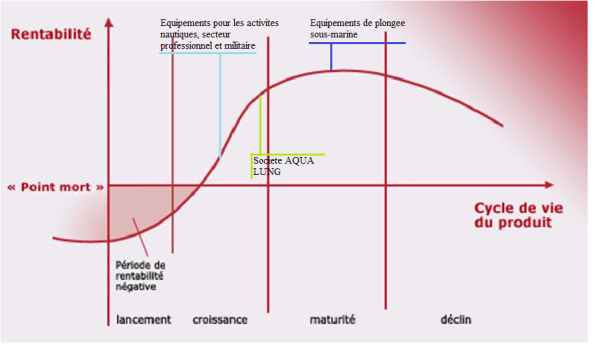 Equipements pour les activites
nautiques, secteur
professionnel et militaire
Equipements de plongee
sous-marine
Rentabilité
Societe AQUA
LUNG
« Point mort »
Cycle de vie
du produit
Période de
rentabilité
négative
lancement
croissance
maturité
déclin